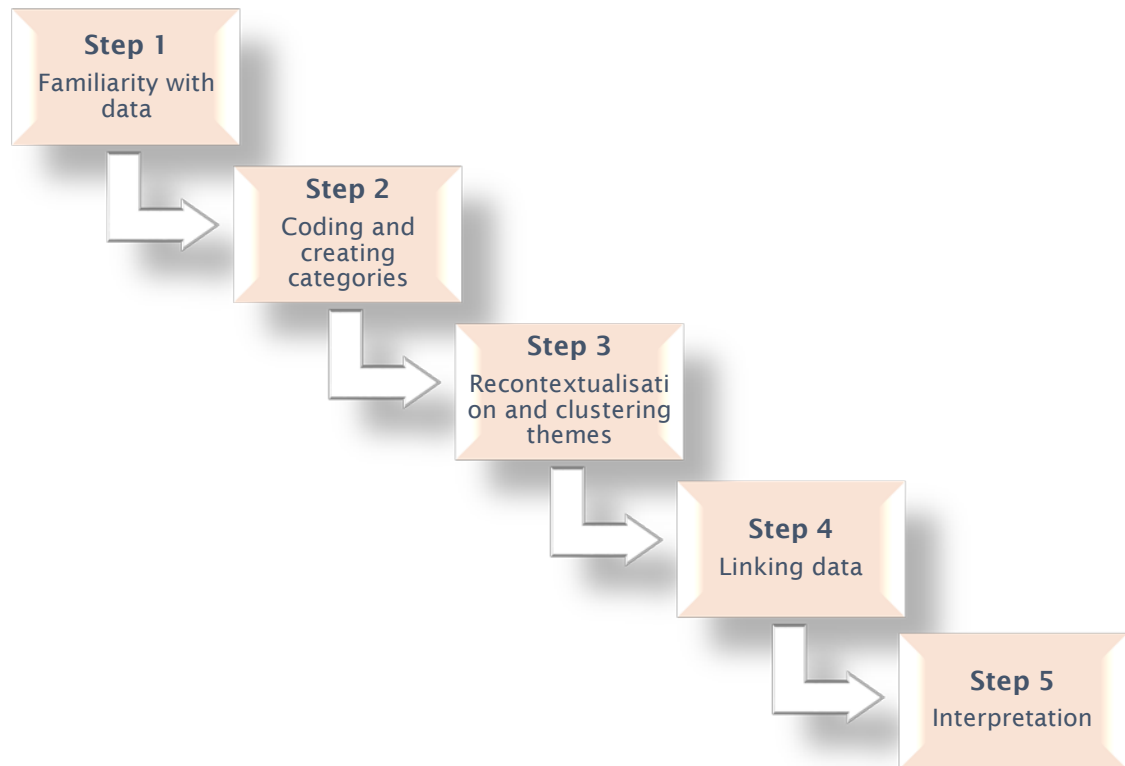 Step 1
Familiarity with
data
Step 2
Coding and
creating
categories
Step 3
Recontextualisati
on and clustering
themes
Step 4
Linking data
Step 5
Interpretation